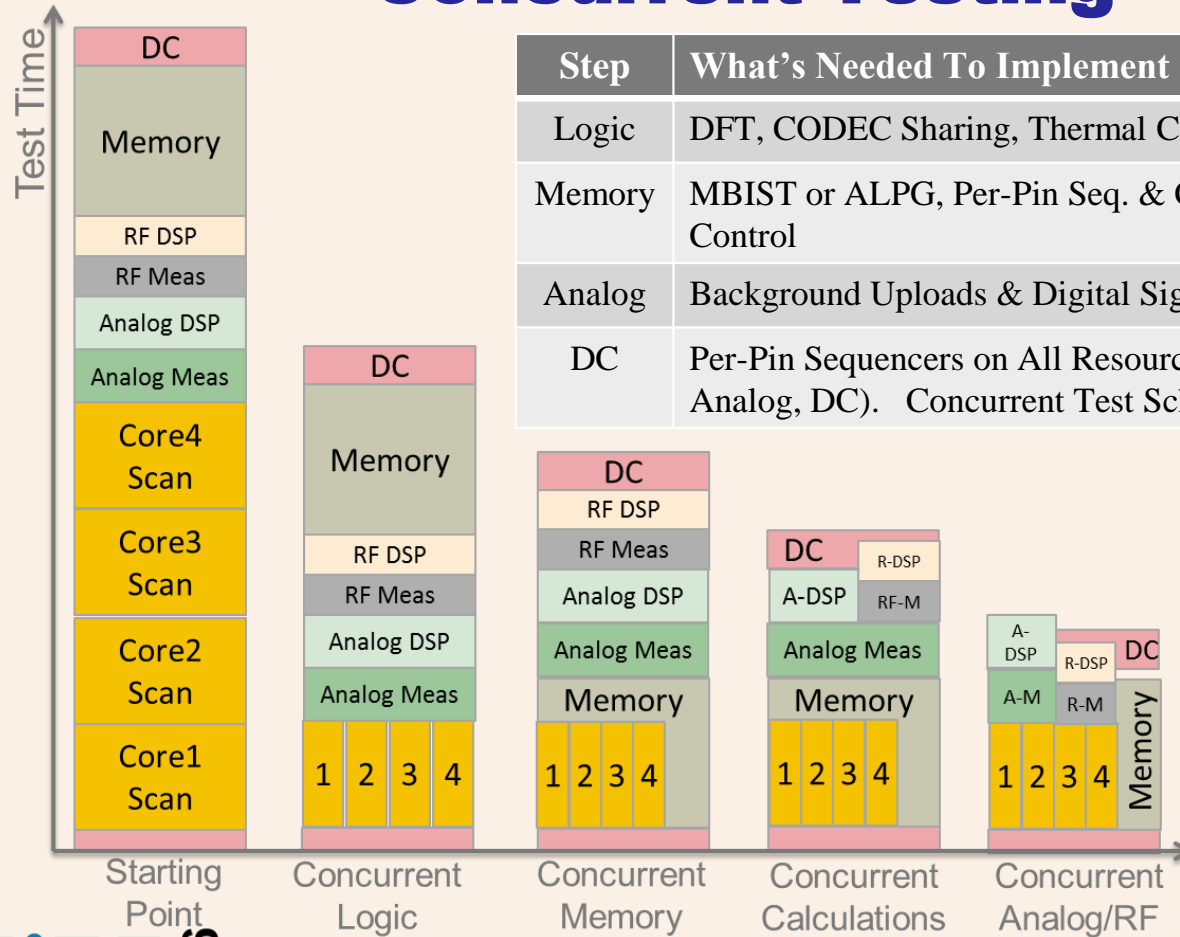 Concurrent Testing
Test Time
Step What's Needed To Implement
Logic DFT, CODEC Sharing, Thermal
Memory MBIST or ALPG, Per-Pin Seq. &
Control
Analog Background Uploads & Digital
DC Per-Pin Sequencers on All
Analog, DC). Concurrent Test
DC
Memory
RF DSP
RF Meas
Analog DSP
Analog Meas
Core4
Scan
Core3
Scan
Core2
Scan
Core1
Scan
Starting
Point
DC
Memory
RF DSP
RF Meas
Analog DSP
Analog Meas
1 2 3 4
Concurrent
Logic
DC
RF DSP
RF Meas
Analog DSP
Analog Meas
Memory
1 2 3 4
Concurrent
Memory
DC
R-DSP
A-DSP
RF-M
Analog Meas
Memory
1 2 3 4
Concurrent
Calculations
A-
DSP
DC
R-DSP
A-M
R-M
Memory
1 2 3 4
Concurrent
Analog/RF